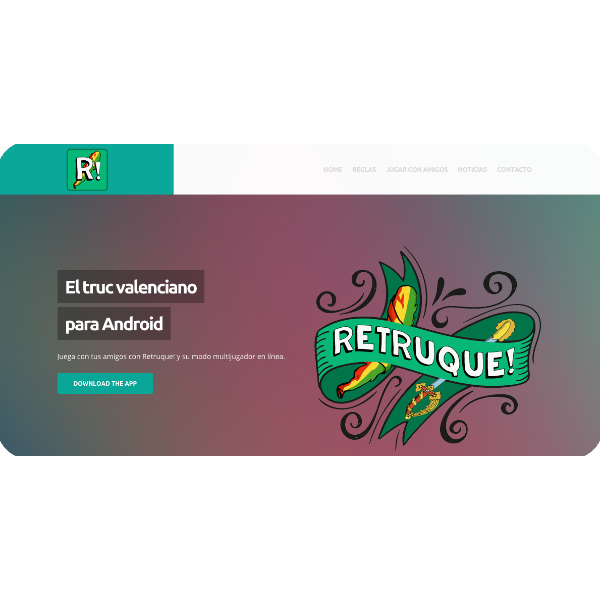 R!
HOME REGLAS JUGAR CON AMIGOS NOTICIAS CONTACTO
El truc valenciano
para Android
Juega con tus amigos con Retruque! y su modo multijugador en línea.
DOWNLOAD THE APP
RETRUQUE!